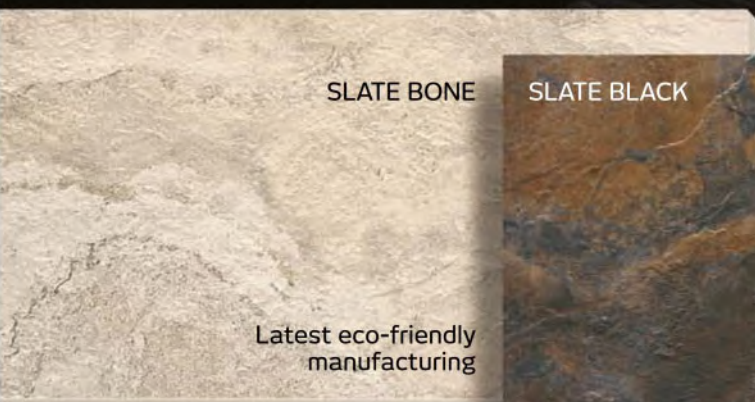 SLATE BONE
SLATE BLACK
Latest eco-friendly
manufacturing